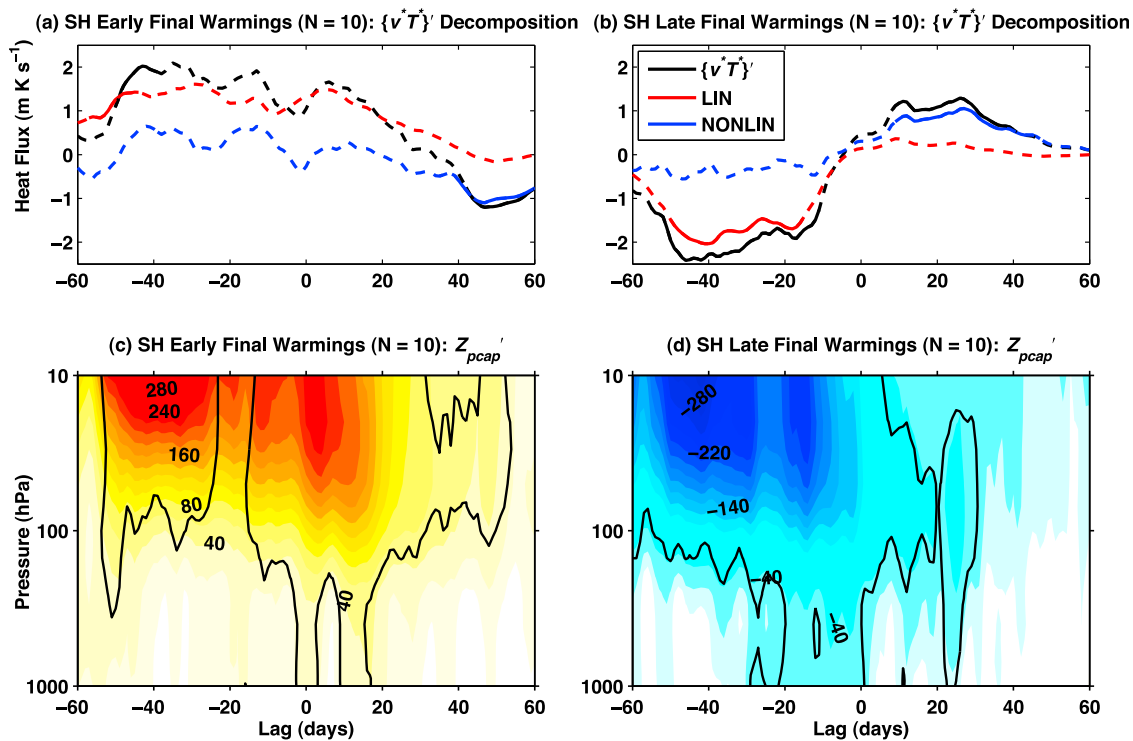 (a) SH Early Final Warmings (N = 10): {v*T*}′ Decomposition
(b) SH Late Final Warmings (N = 10): {v*T*}′ Decomposition
Heat Flux (m K s⁻¹)
2
1
0
−1
−2
−60 −40 −20 0 20 40 60
2
1
0
−1
−2
−60 −40 −20 0 20 40 60
{v*T*}′
LIN
NONLIN
(c) SH Early Final Warmings (N = 10): Zpcap′
(d) SH Late Final Warmings (N = 10): Zpcap′
Pressure (hPa)
10
100
1000
280
240
160
80
40
40
−60 −40 −20 0 20 40 60
Lag (days)
10
100
1000
−280
−220
−140
−40
−40
−60 −40 −20 0 20 40 60
Lag (days)